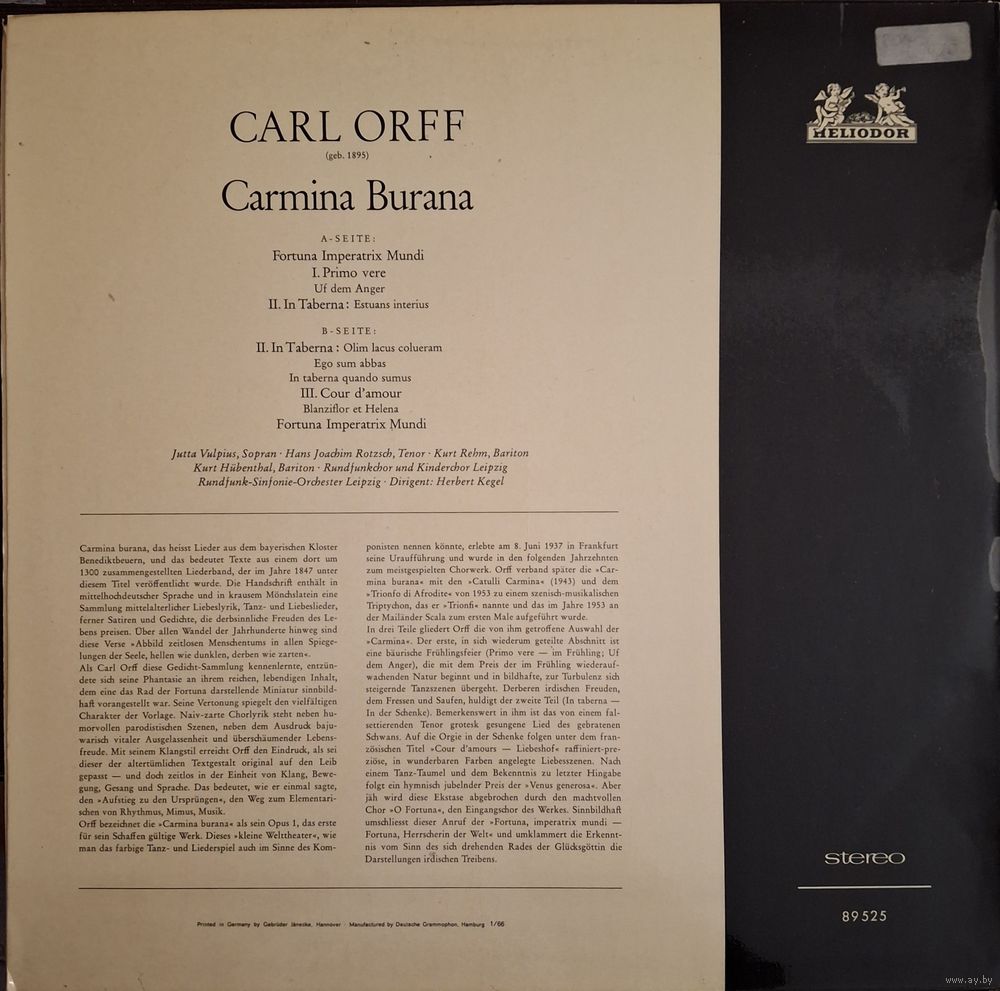 CARL ORFF
(geb. 1895)
Carmina Burana
A-SEITE:
Fortuna Imperatrix Mundi
I. Primo vere
Uf dem Anger
II. In Taberna: Estuans interius
B-SEITE:
II. In Taberna: Olim lacus colueram
Ego sum abbas
In taberna quando sumus
III. Cour d'amour
Blanziflor et Helena
Fortuna Imperatrix Mundi
Jutta Vulpius, Sopran · Hans Joachim Rotzsch, Tenor · Kurt Rehm, Bariton
Kurt Hübenthal, Bariton · Rundfunkchor und Kinderchor Leipzig
Rundfunk-Sinfonie-Orchester Leipzig · Dirigent: Herbert Kegel
Carmina burana, das heisst Lieder aus dem bayerischen Kloster
Benediktbeuern, und das bedeutet Texte aus einem dort um
1300 zusammengestellten Liederband, der im Jahre 1847 unter
diesem Titel veröffentlicht wurde. Die Handschrift enthält in
mittelhochdeutscher Sprache und in krausem Mönchslatein eine
Sammlung mittelalterlicher Liebeslyrik, Tanz- und Liebeslieder,
ferner Satiren und Gedichte, die derbsinnliche Freuden des Le-
bens preisen. Über allen Wandel der Jahrhunderte hinweg sind
diese Verse »Abbild zeitlosen Menschentums in allen Spiege-
lungen der Seele, hellen wie dunklen, derben wie zarten«.
Als Carl Orff diese Gedicht-Sammlung kennenlernte, entzün-
dete sich seine Phantasie an ihrem reichen, lebendigen Inhalt,
dem eine das Rad der Fortuna darstellende Miniatur sinnbild-
haft vorangestellt war. Seine Vertonung spiegelt den vielfältigen
Charakter der Vorlage. Naiv-zarte Chorlyrik steht neben hu-
morvollen parodistischen Szenen, neben dem Ausdruck baju-
warisch vitaler Ausgelassenheit und überschäumender Lebens-
freude. Mit seinem Klangstil erreicht Orff den Eindruck, als sei
dieser der altertümlichen Textgestalt original auf den Leib
gepasst — und doch zeitlos in der Einheit von Klang, Bewe-
gung, Gesang und Sprache. Das bedeutet, wie er einmal sagte,
den »Aufstieg zu den Ursprüngen«, den Weg zum Elementari-
schen von Rhythmus, Mimus, Musik.
Orff bezeichnet die »Carmina burana« als sein Opus 1, das erste
für sein Schaffen gültige Werk. Dieses »kleine Welttheater«, wie
man das farbige Tanz- und Liederspiel auch im Sinne des Kom-
ponisten nennen könnte, erlebte am 8. Juni 1937 in Frankfurt
seine Uraufführung und wurde in den folgenden Jahrzehnten
zum meistgespielten Chorwerk. Orff verband später die »Car-
mina burana« mit den »Catulli Carmina« (1943) und dem
»Trionfo di Afrodite« von 1953 zu einem szenisch-musikalischen
Triptychon, das er »Trionfi« nannte und das im Jahre 1953 an
der Mailänder Scala zum ersten Male aufgeführt wurde.
In drei Teile gliedert Orff die von ihm getroffene Auswahl der
»Carmina«. Der erste, in sich wiederum geteilte Abschnitt ist
eine bäurische Frühlingsfeier (Primo vere — im Frühling; Uf
dem Anger), die mit dem Preis der im Frühling wiederauf-
wachenden Natur beginnt und in bildhafte, zur Turbulenz sich
steigernde Tanzszenen übergeht. Derberen irdischen Freuden,
dem Fressen und Saufen, huldigt der zweite Teil (In taberna —
In der Schenke). Bemerkenswert in ihm ist das von einem fal-
settierenden Tenor grotesk gesungene Lied des gebratenen
Schwans. Auf die Orgie in der Schenke folgen unter dem fran-
zösischen Titel »Cour d'amours — Liebeshof« raffiniert-pre-
ziöse, in wunderbaren Farben angelegte Liebesszenen. Nach
einem Tanz-Taumel und dem Bekenntnis zu letzter Hingabe
folgt ein hymnisch jubelnder Preis der »Venus generosa«. Aber
jäh wird diese Ekstase abgebrochen durch den machtvollen
Chor »O Fortuna«, den Eingangschor des Werkes. Sinnbildhaft
umschliesst dieser Anruf der »Fortuna, imperatrix mundi —
Fortuna, Herrscherin der Welt« und umklammert die Erkennt-
nis vom Sinn des sich drehenden Rades der Glücksgöttin die
Darstellungen irdischen Treibens.
Printed in Germany by Gebrüder Jänecke, Hannover · Manufactured by Deutsche Grammophon, Hamburg 1/66
HELIODOR
stereo
89 525
www.ay.by